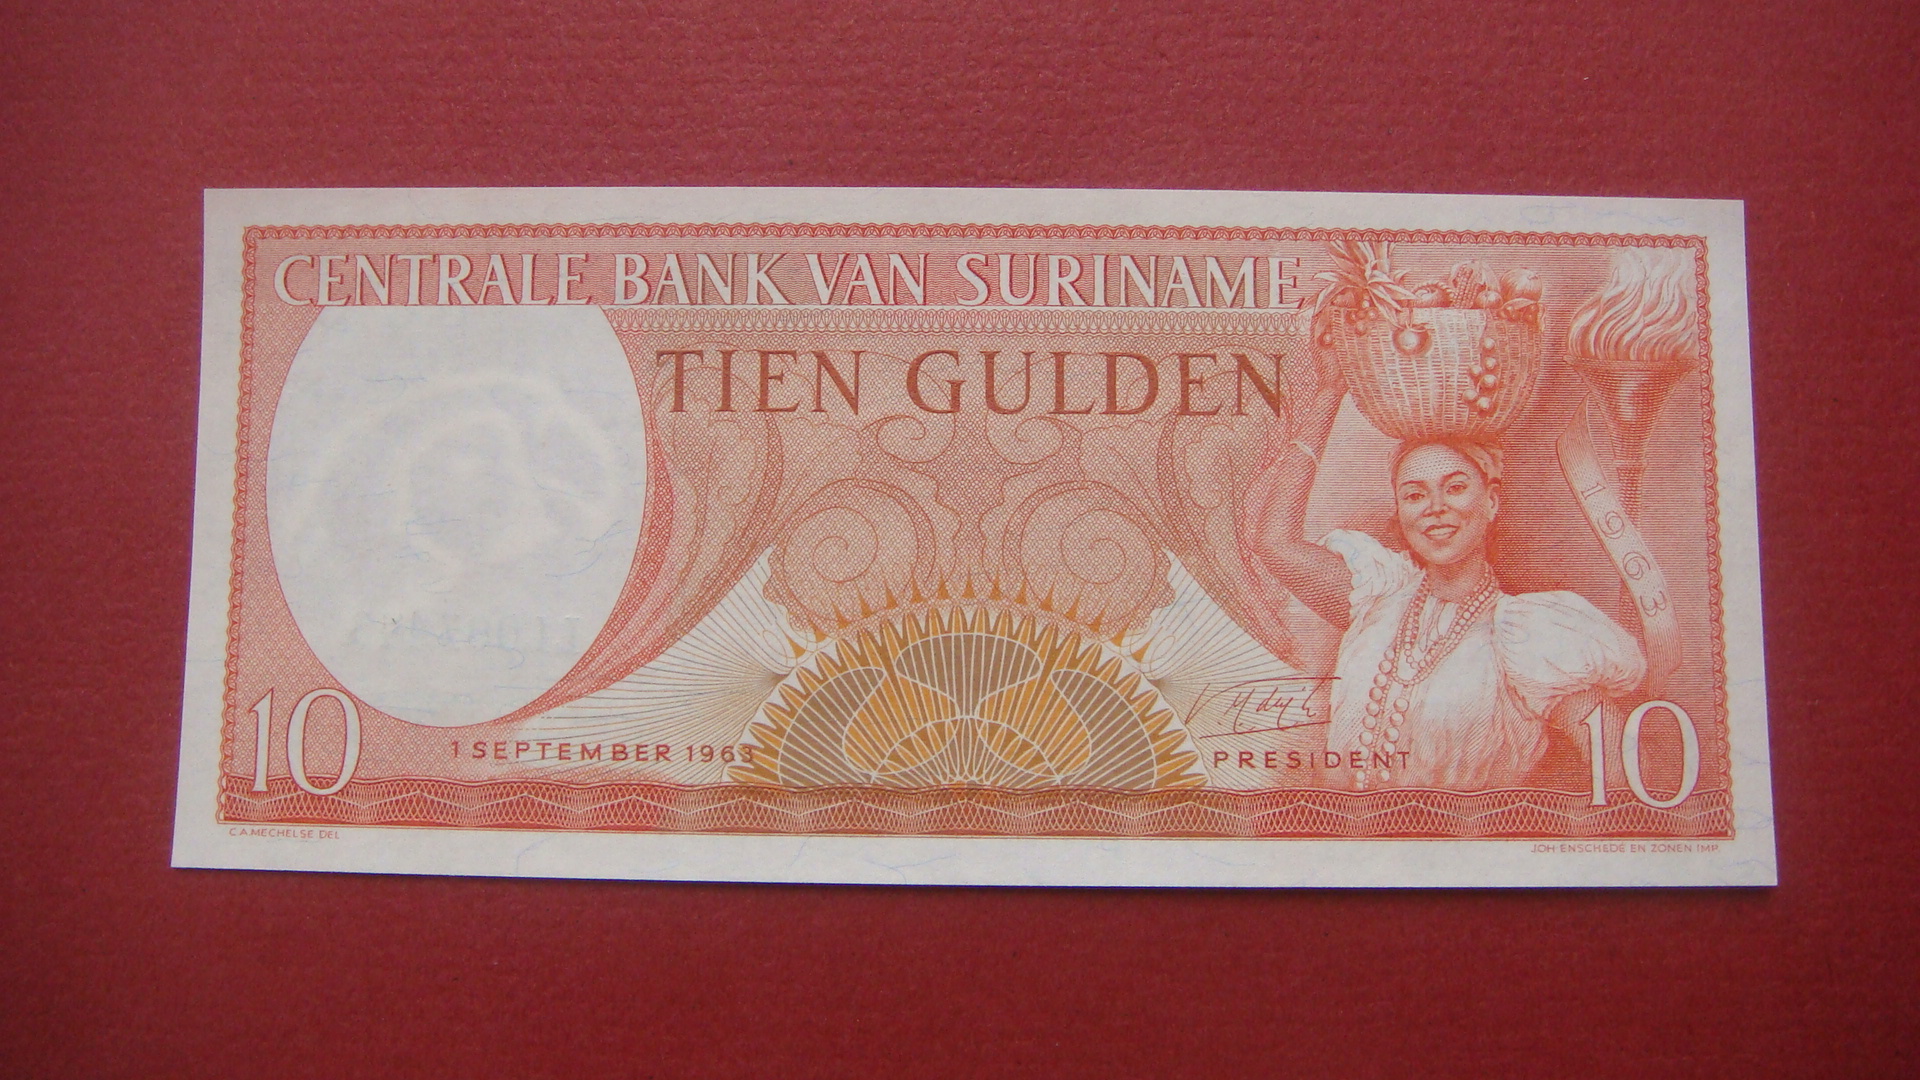 CENTRALE BANK VAN SURINAME
TIEN GULDEN
1963
10
1 SEPTEMBER 1963
PRESIDENT
10
C.A.MECHELSE DEL
JOH. ENSCHEDÉ EN ZONEN IMP.